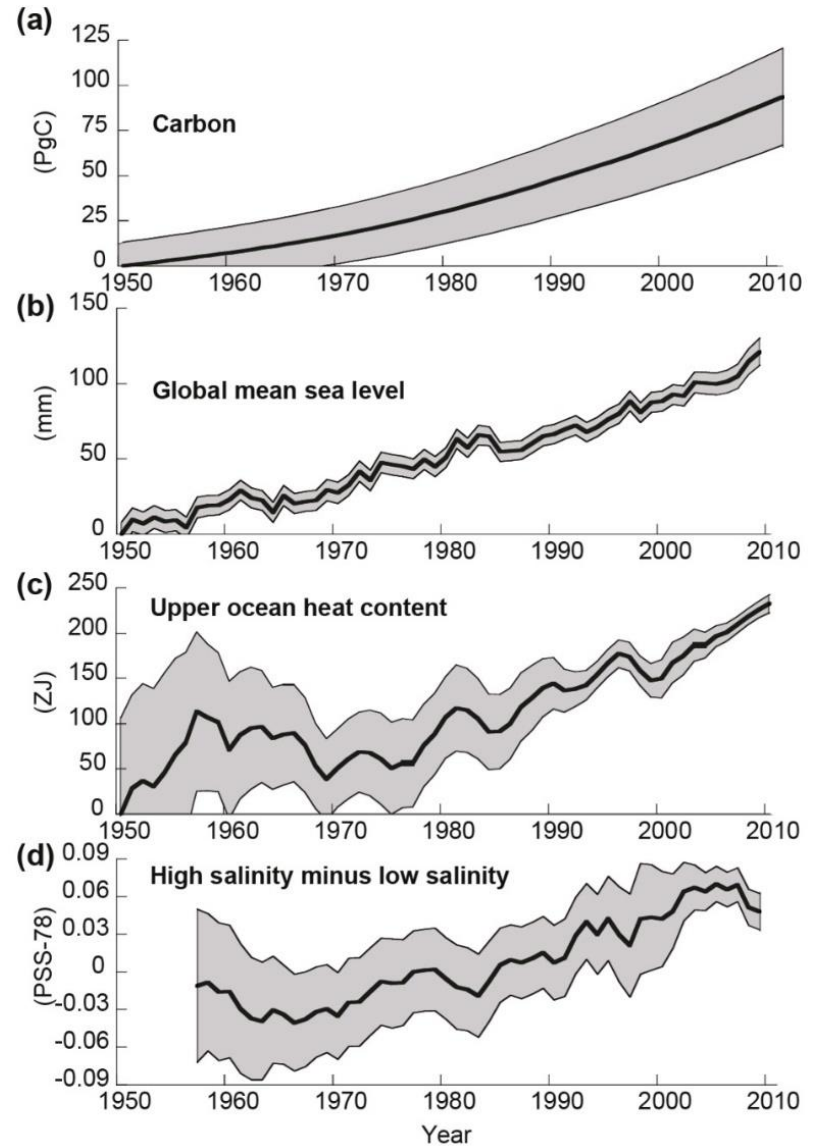 (a)
125
100
75
50
25
0
(PgC)
Carbon
1950 1960 1970 1980 1990 2000 2010
(b)
150
100
50
0
(mm)
Global mean sea level
1950 1960 1970 1980 1990 2000 2010
(c)
250
200
150
100
50
0
(ZJ)
Upper ocean heat content
1950 1960 1970 1980 1990 2000 2010
(d)
0.09
0.06
0.03
0
-0.03
-0.06
-0.09
(PSS-78)
High salinity minus low salinity
1950 1960 1970 1980 1990 2000 2010
Year